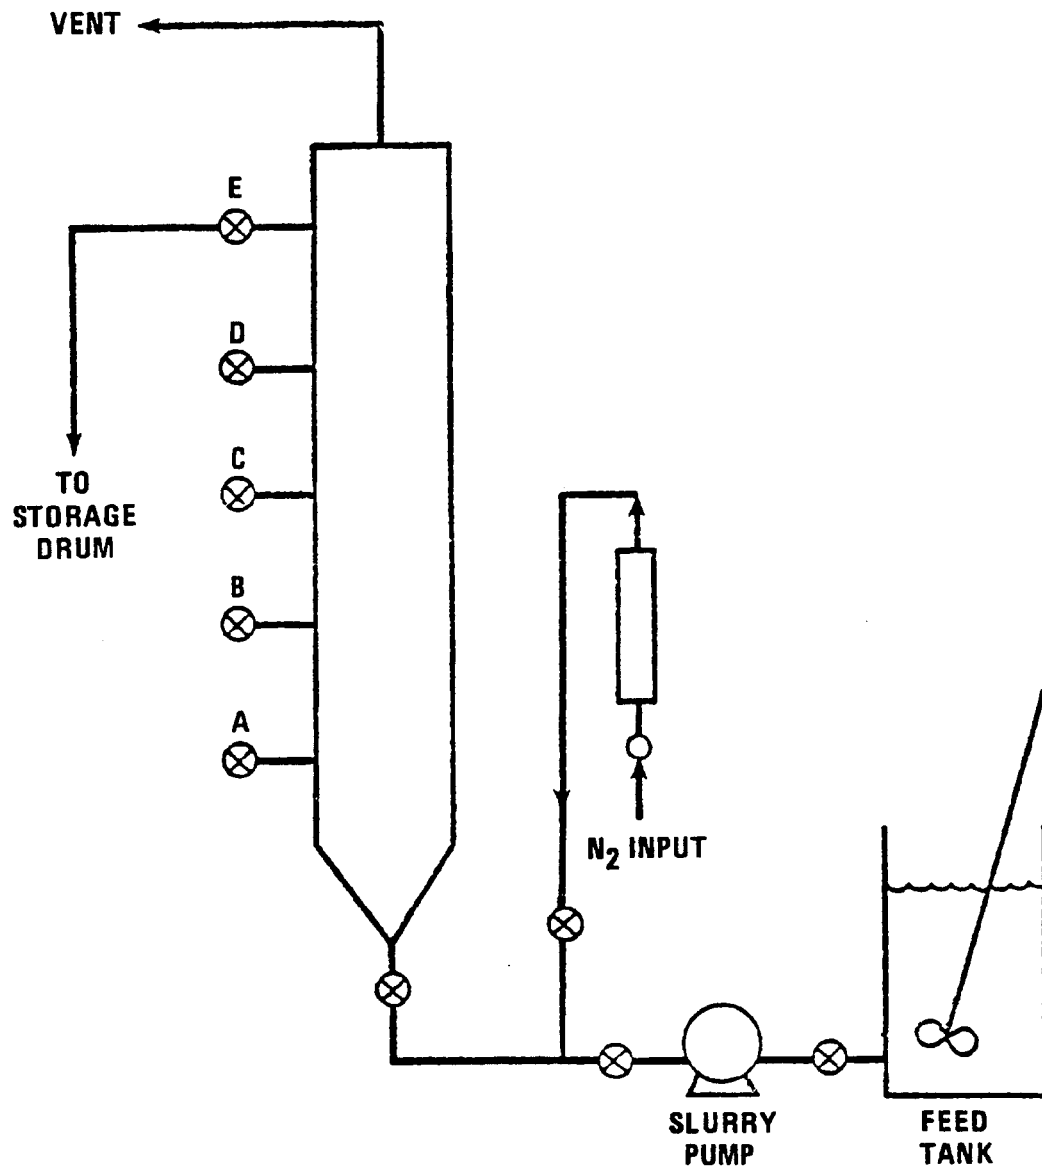 VENT
E
D
C
TO
STORAGE
DRUM
B
A
N2 INPUT
SLURRY
PUMP
FEED
TANK